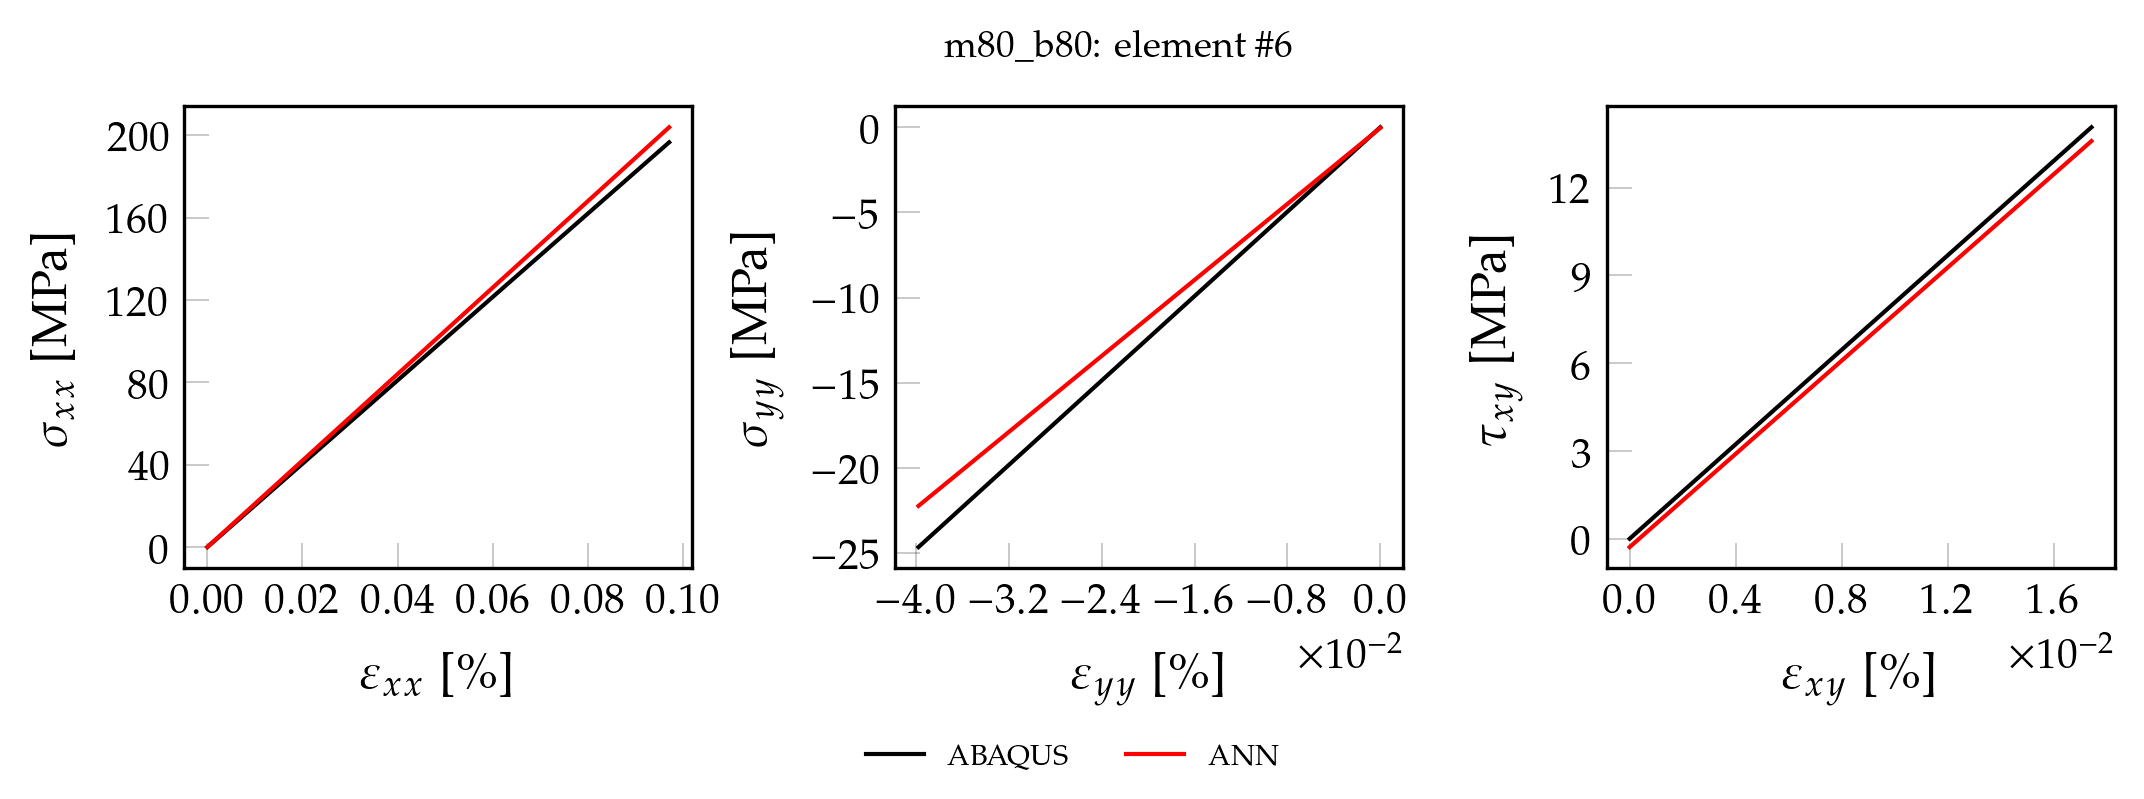 m80_b80: element #6
σxx [MPa]
200
160
120
80
40
0
0.00 0.02 0.04 0.06 0.08 0.10
εxx [%]
σyy [MPa]
0
−5
−10
−15
−20
−25
−4.0 −3.2 −2.4 −1.6 −0.8 0.0
×10⁻²
εyy [%]
τxy [MPa]
12
9
6
3
0
0.0 0.4 0.8 1.2 1.6
×10⁻²
εxy [%]
ABAQUS ANN